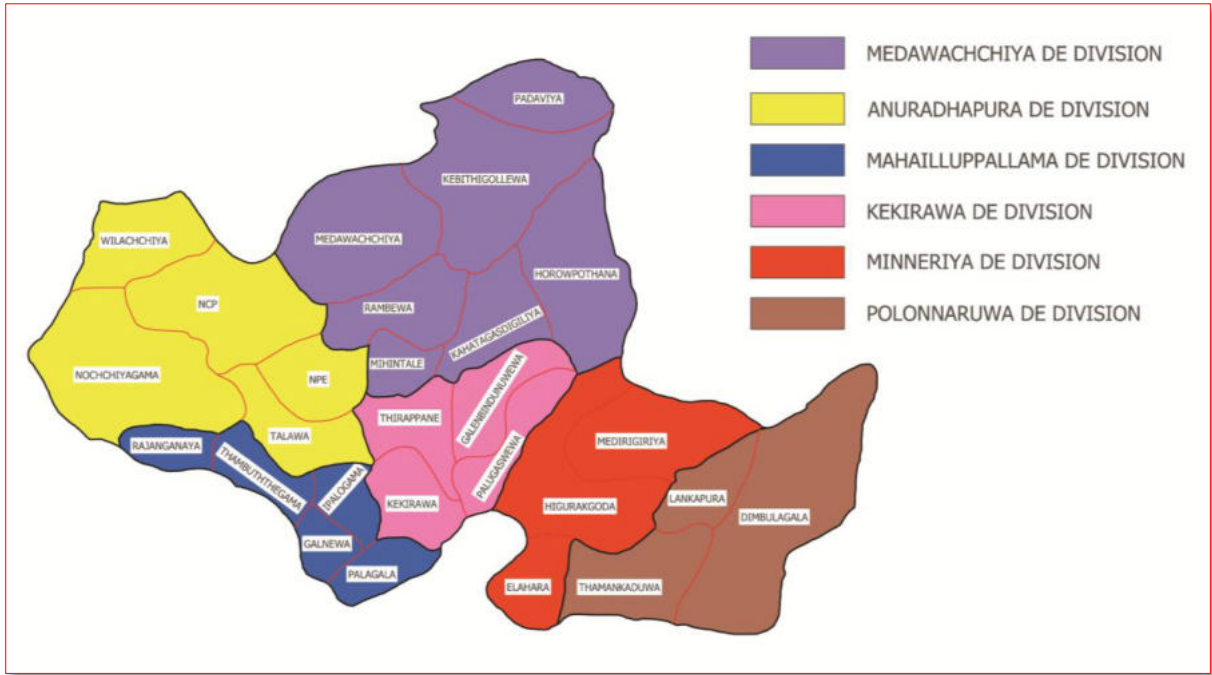 MEDAWACHCHIYA DE DIVISION
ANURADHAPURA DE DIVISION
MAHAILLUPPALLAMA DE DIVISION
KEKIRAWA DE DIVISION
MINNERIYA DE DIVISION
POLONNARUWA DE DIVISION
PADAVIYA
KEBITHIGOLLEWA
MEDAWACHCHIYA
HOROWPOTHANA
RAMBEWA
KAHATAGASDIGILIYA
MIHINTALE
WILACHCHIYA
NCP
NOCHCHIYAGAMA
NPE
TALAWA
RAJANGANAYA
THAMBUTHTHEGAMA
IPALOGAMA
GALNEWA
PALAGALA
THIRAPPANE
GALENBINDUNUWEWA
PALUGASWEWA
KEKIRAWA
MEDIRIGIRIYA
HIGURAKGODA
ELAHARA
LANKAPURA
DIMBULAGALA
THAMANKADUWA